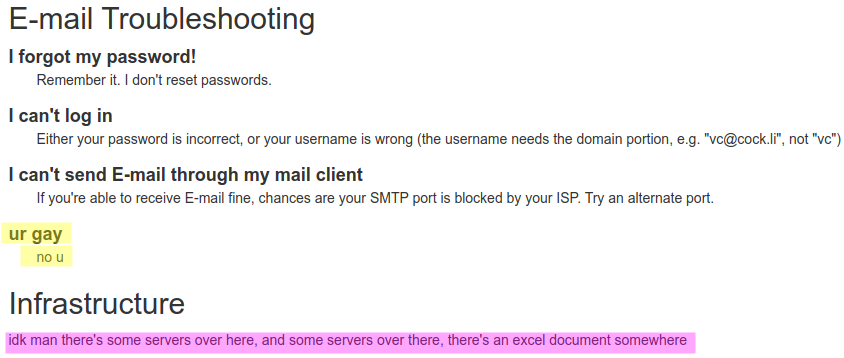 E-mail Troubleshooting
I forgot my password!
Remember it. I don't reset passwords.
I can't log in
Either your password is incorrect, or your username is wrong (the username needs the domain portion, e.g. "vc@cock.li", not "vc")
I can't send E-mail through my mail client
If you're able to receive E-mail fine, chances are your SMTP port is blocked by your ISP. Try an alternate port.
ur gay
no u
Infrastructure
idk man there's some servers over here, and some servers over there, there's an excel document somewhere